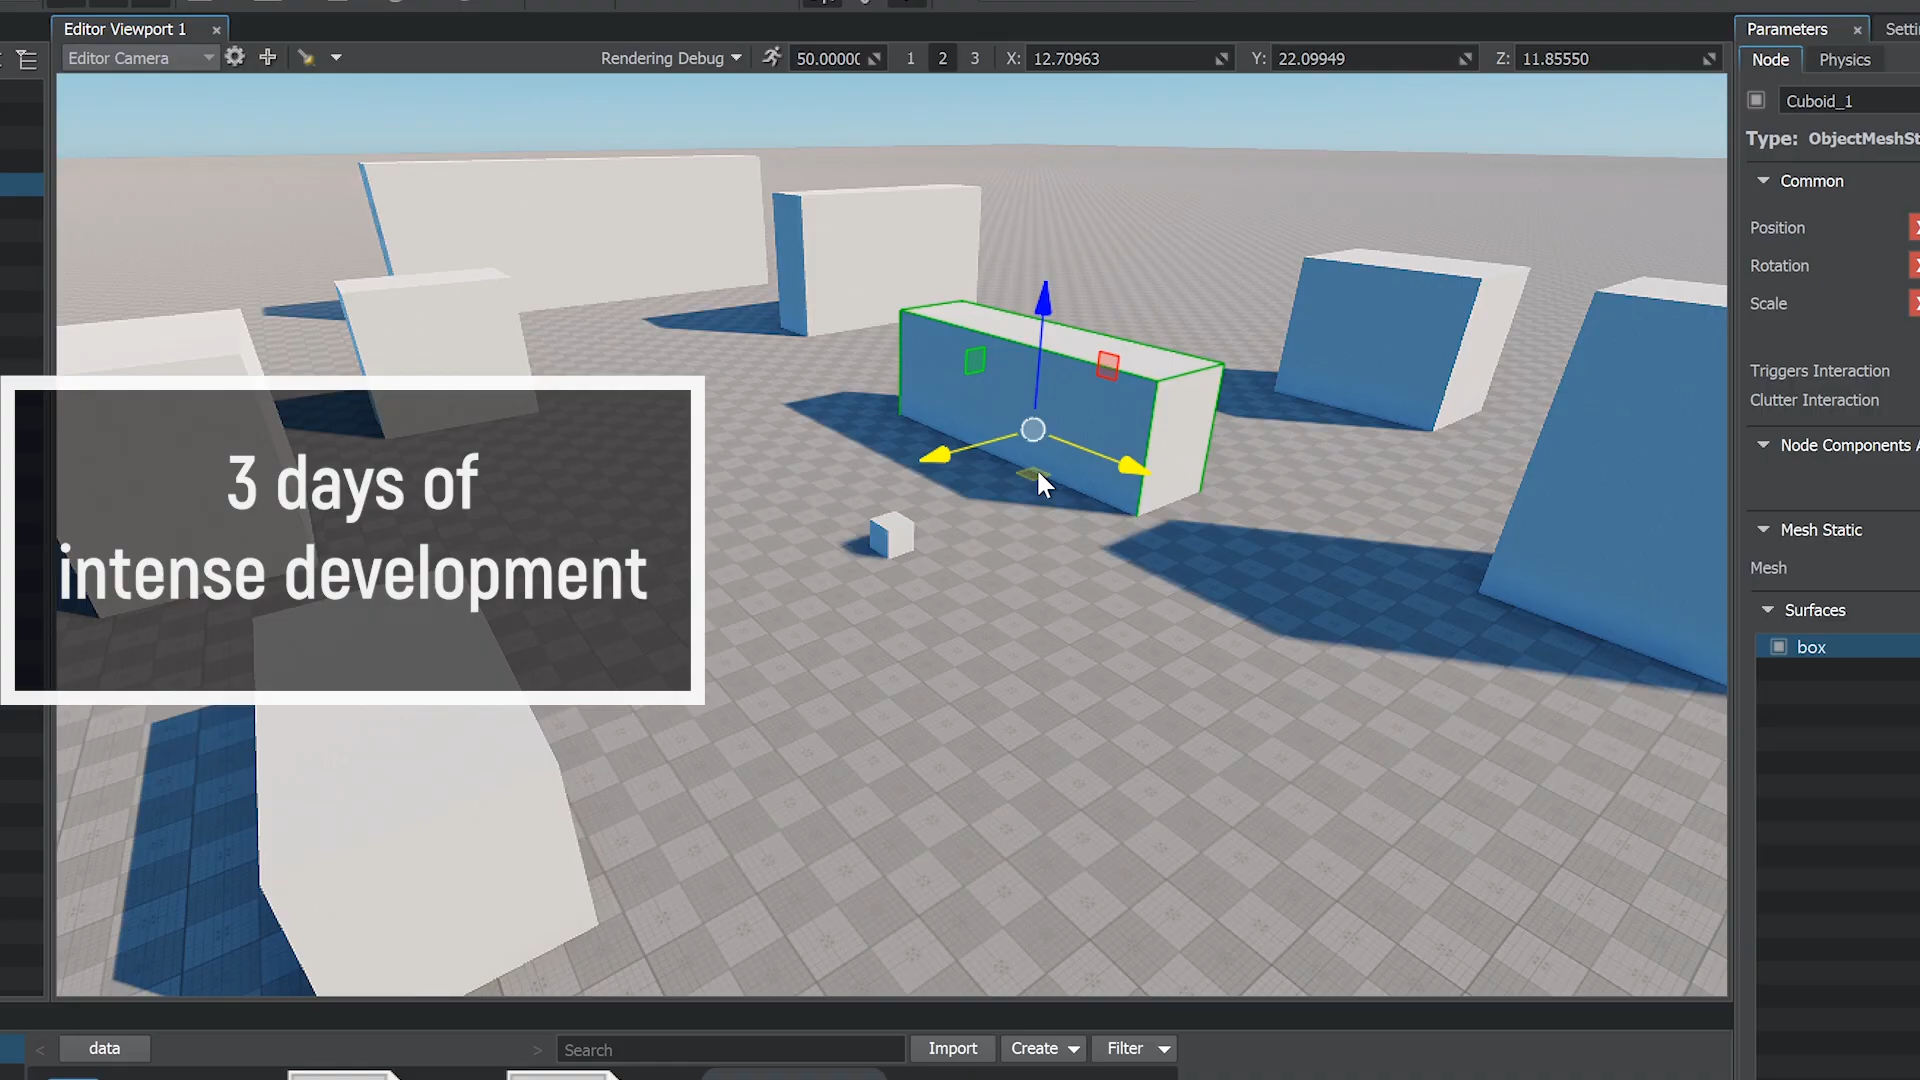 Editor Viewport 1
Parameters
Editor Camera
Rendering Debug
1
2
3
X:
12.70963
Y:
22.09949
Z:
11.85550
Node
Physics
Cuboid_1
Type:
Common
Position
Rotation
Scale
Triggers Interaction
Clutter Interaction
Node Components
Mesh Static
Mesh
Surfaces
box
3 days of
intense development
data
Search
Import
Create
Filter